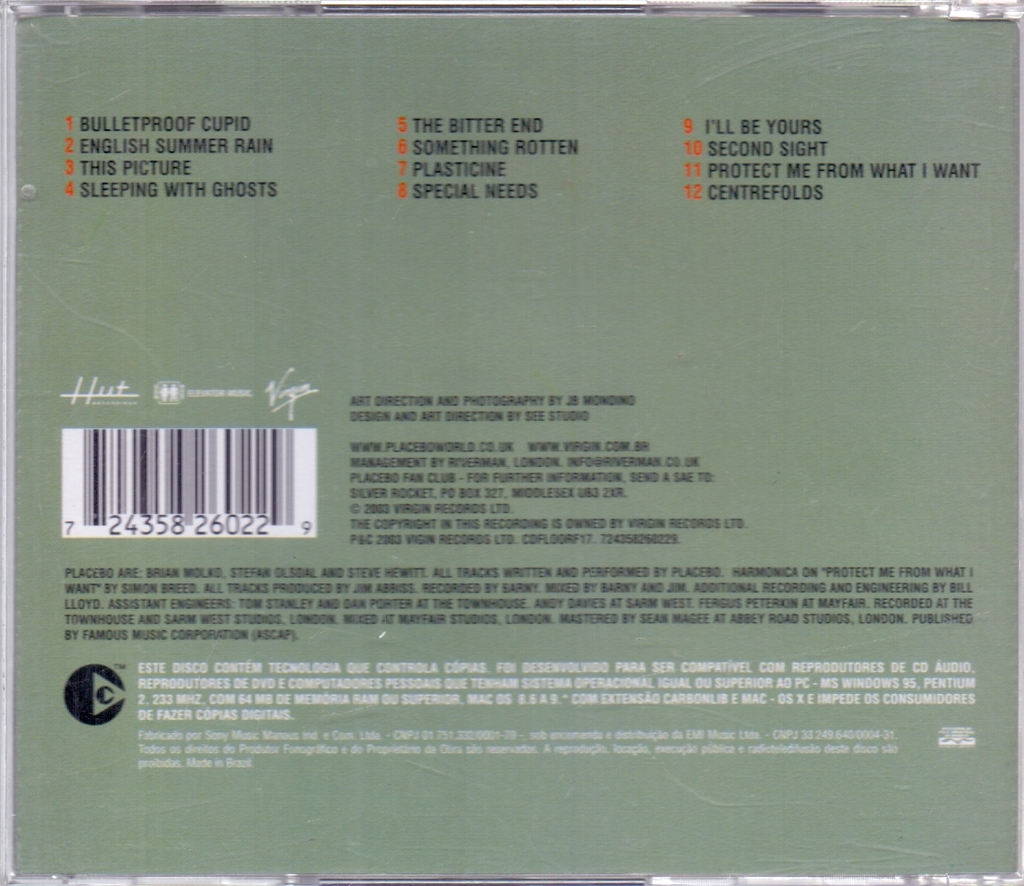 1 BULLETPROOF CUPID
2 ENGLISH SUMMER RAIN
3 THIS PICTURE
4 SLEEPING WITH GHOSTS
5 THE BITTER END
6 SOMETHING ROTTEN
7 PLASTICINE
8 SPECIAL NEEDS
9 I'LL BE YOURS
10 SECOND SIGHT
11 PROTECT ME FROM WHAT I WANT
12 CENTREFOLDS
Hut
RECORDINGS
ELEVATOR MUSIC
Virgin
7 24358 26022 9
ART DIRECTION AND PHOTOGRAPHY BY JB MONDINO
DESIGN AND ART DIRECTION BY SEE STUDIO
WWW.PLACEBOWORLD.CO.UK WWW.VIRGIN.COM.BR
MANAGEMENT BY RIVERMAN, LONDON. INFO@RIVERMAN.CO.UK
PLACEBO FAN CLUB - FOR FURTHER INFORMATION, SEND A SAE TO:
SILVER ROCKET, PO BOX 327, MIDDLESEX UB3 2XR.
© 2003 VIRGIN RECORDS LTD.
THE COPYRIGHT IN THIS RECORDING IS OWNED BY VIRGIN RECORDS LTD.
P&C 2003 VIGIN RECORDS LTD. CDFLOORF17. 724358260229.
PLACEBO ARE: BRIAN MOLKO, STEFAN OLSDAL AND STEVE HEWITT. ALL TRACKS WRITTEN AND PERFORMED BY PLACEBO. HARMONICA ON "PROTECT ME FROM WHAT I
WANT" BY SIMON BREED. ALL TRACKS PRODUCED BY JIM ABBISS. RECORDED BY BARNY. MIXED BY BARNY AND JIM. ADDITIONAL RECORDING AND ENGINEERING BY BILL
LLOYD. ASSISTANT ENGINEERS: TOM STANLEY AND DAN PORTER AT THE TOWNHOUSE. ANDY DAVIES AT SARM WEST. FERGUS PETERKIN AT MAYFAIR. RECORDED AT THE
TOWNHOUSE AND SARM WEST STUDIOS, LONDON. MIXED AT MAYFAIR STUDIOS, LONDON. MASTERED BY SEAN MAGEE AT ABBEY ROAD STUDIOS, LONDON. PUBLISHED
BY FAMOUS MUSIC CORPORATION (ASCAP).
TM
ESTE DISCO CONTÉM TECNOLOGIA QUE CONTROLA CÓPIAS. FOI DESENVOLVIDO PARA SER COMPATÍVEL COM REPRODUTORES DE CD ÁUDIO,
REPRODUTORES DE DVD E COMPUTADORES PESSOAIS QUE TENHAM SISTEMA OPERACIONAL IGUAL OU SUPERIOR AO PC - MS WINDOWS 95, PENTIUM
2, 233 MHZ, COM 64 MB DE MEMÓRIA RAM OU SUPERIOR. MAC OS 8.6 A 9.* COM EXTENSÃO CARBONLIB E MAC - OS X E IMPEDE OS CONSUMIDORES
DE FAZER CÓPIAS DIGITAIS.
Fabricado por Sony Music Manaus Ind. e Com. Ltda. - CNPJ 01.751.332/0001-79 -, sob encomenda e distribuição da EMI Music Ltda. - CNPJ 33.249.640/0004-31.
Todos os direitos do Produtor Fonográfico e do Proprietário da Obra são reservados. A reprodução, locação, execução pública e radioteledifusão deste disco são
proibidas. Made in Brazil.